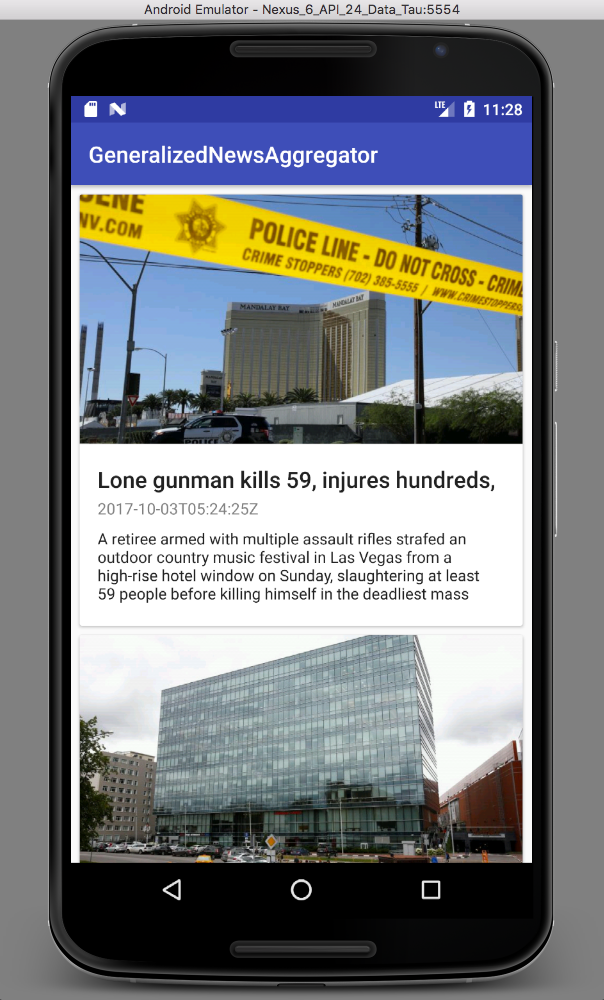 Android Emulator - Nexus_6_API_24_Data_Tau:5554
LTE
11:28
GeneralizedNewsAggregator
NV.COM
POLICE LINE - DO NOT CROSS - CRIME
CRIME STOPPERS (702) 385-5555 / WWW.CRIMESTOPPERS
MANDALAY BAY
MANDALAY BAY
POLICE
Lone gunman kills 59, injures hundreds,
2017-10-03T05:24:25Z
A retiree armed with multiple assault rifles strafed an
outdoor country music festival in Las Vegas from a
high-rise hotel window on Sunday, slaughtering at least
59 people before killing himself in the deadliest mass